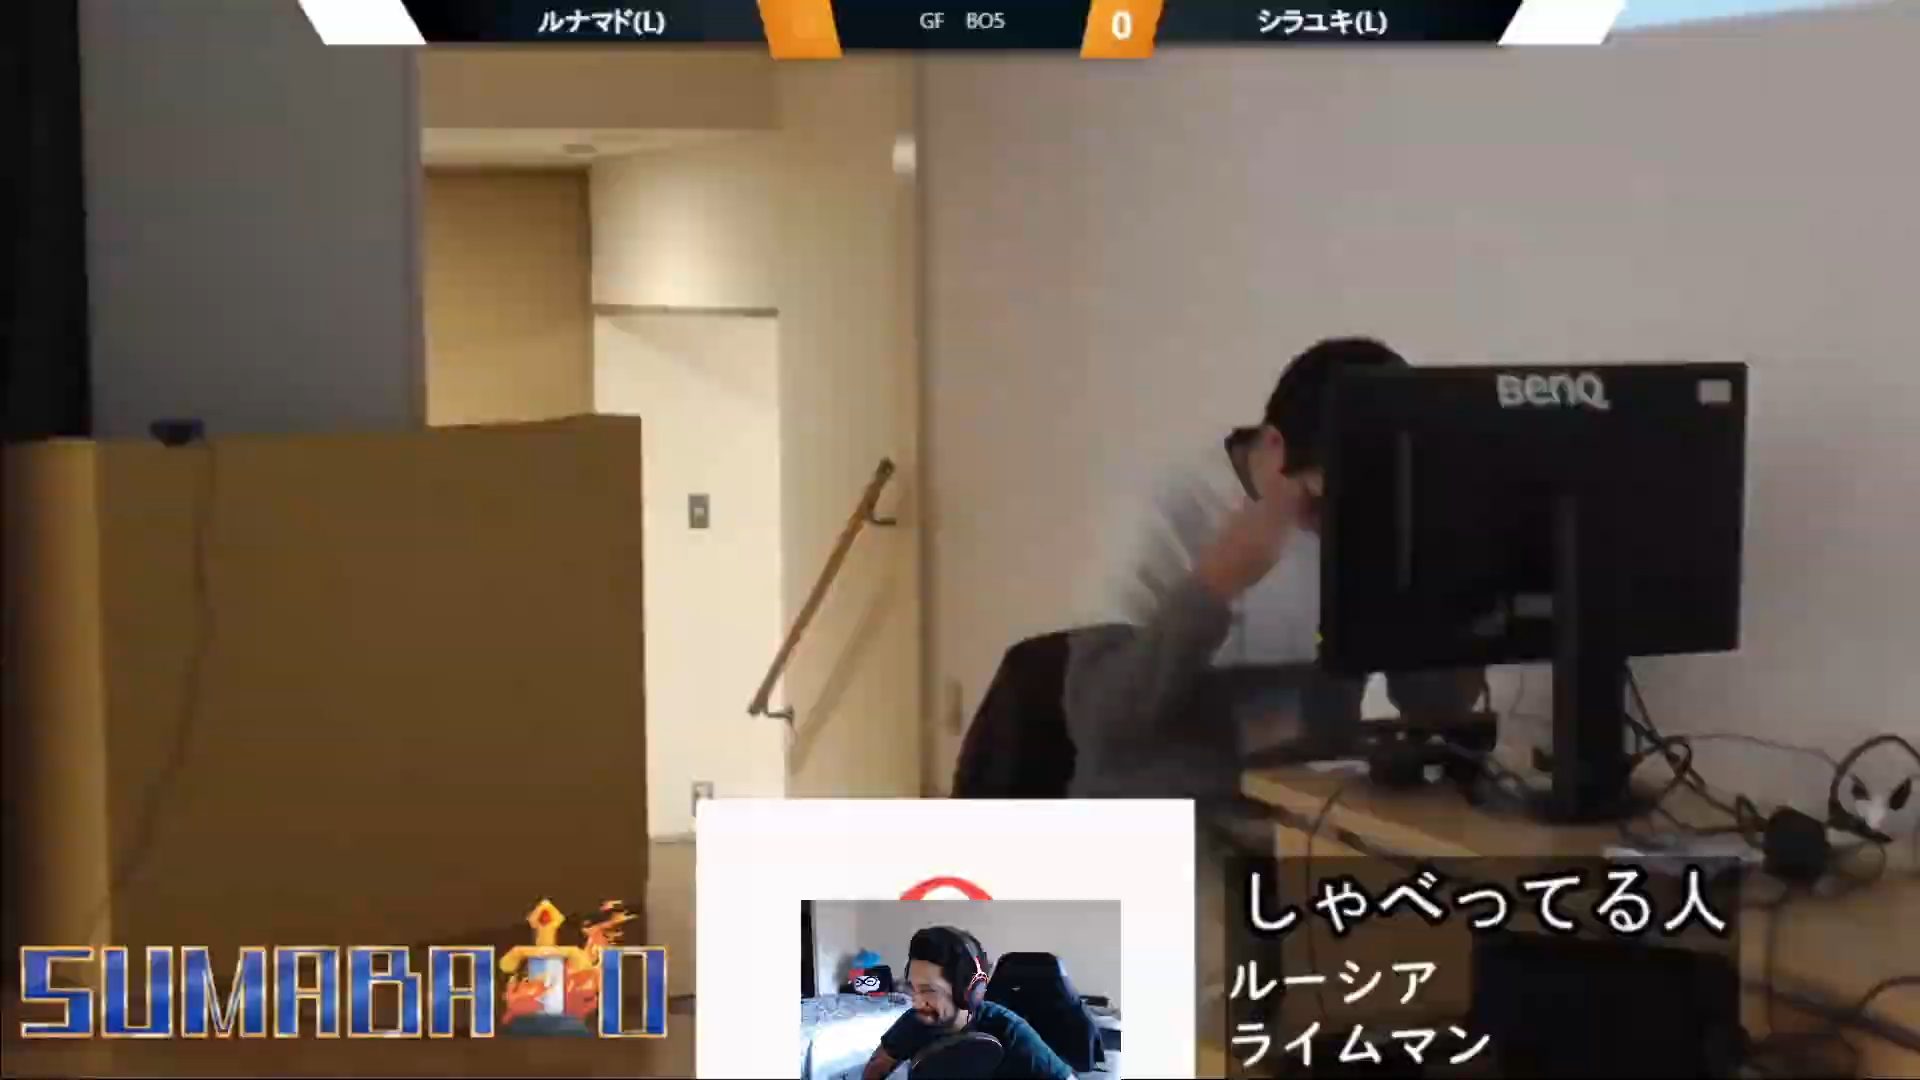 ルナマド(L)
GF BO5
0
シラユキ(L)
BenQ
しゃべってる人
ルーシア
ライムマン
SUMABATO